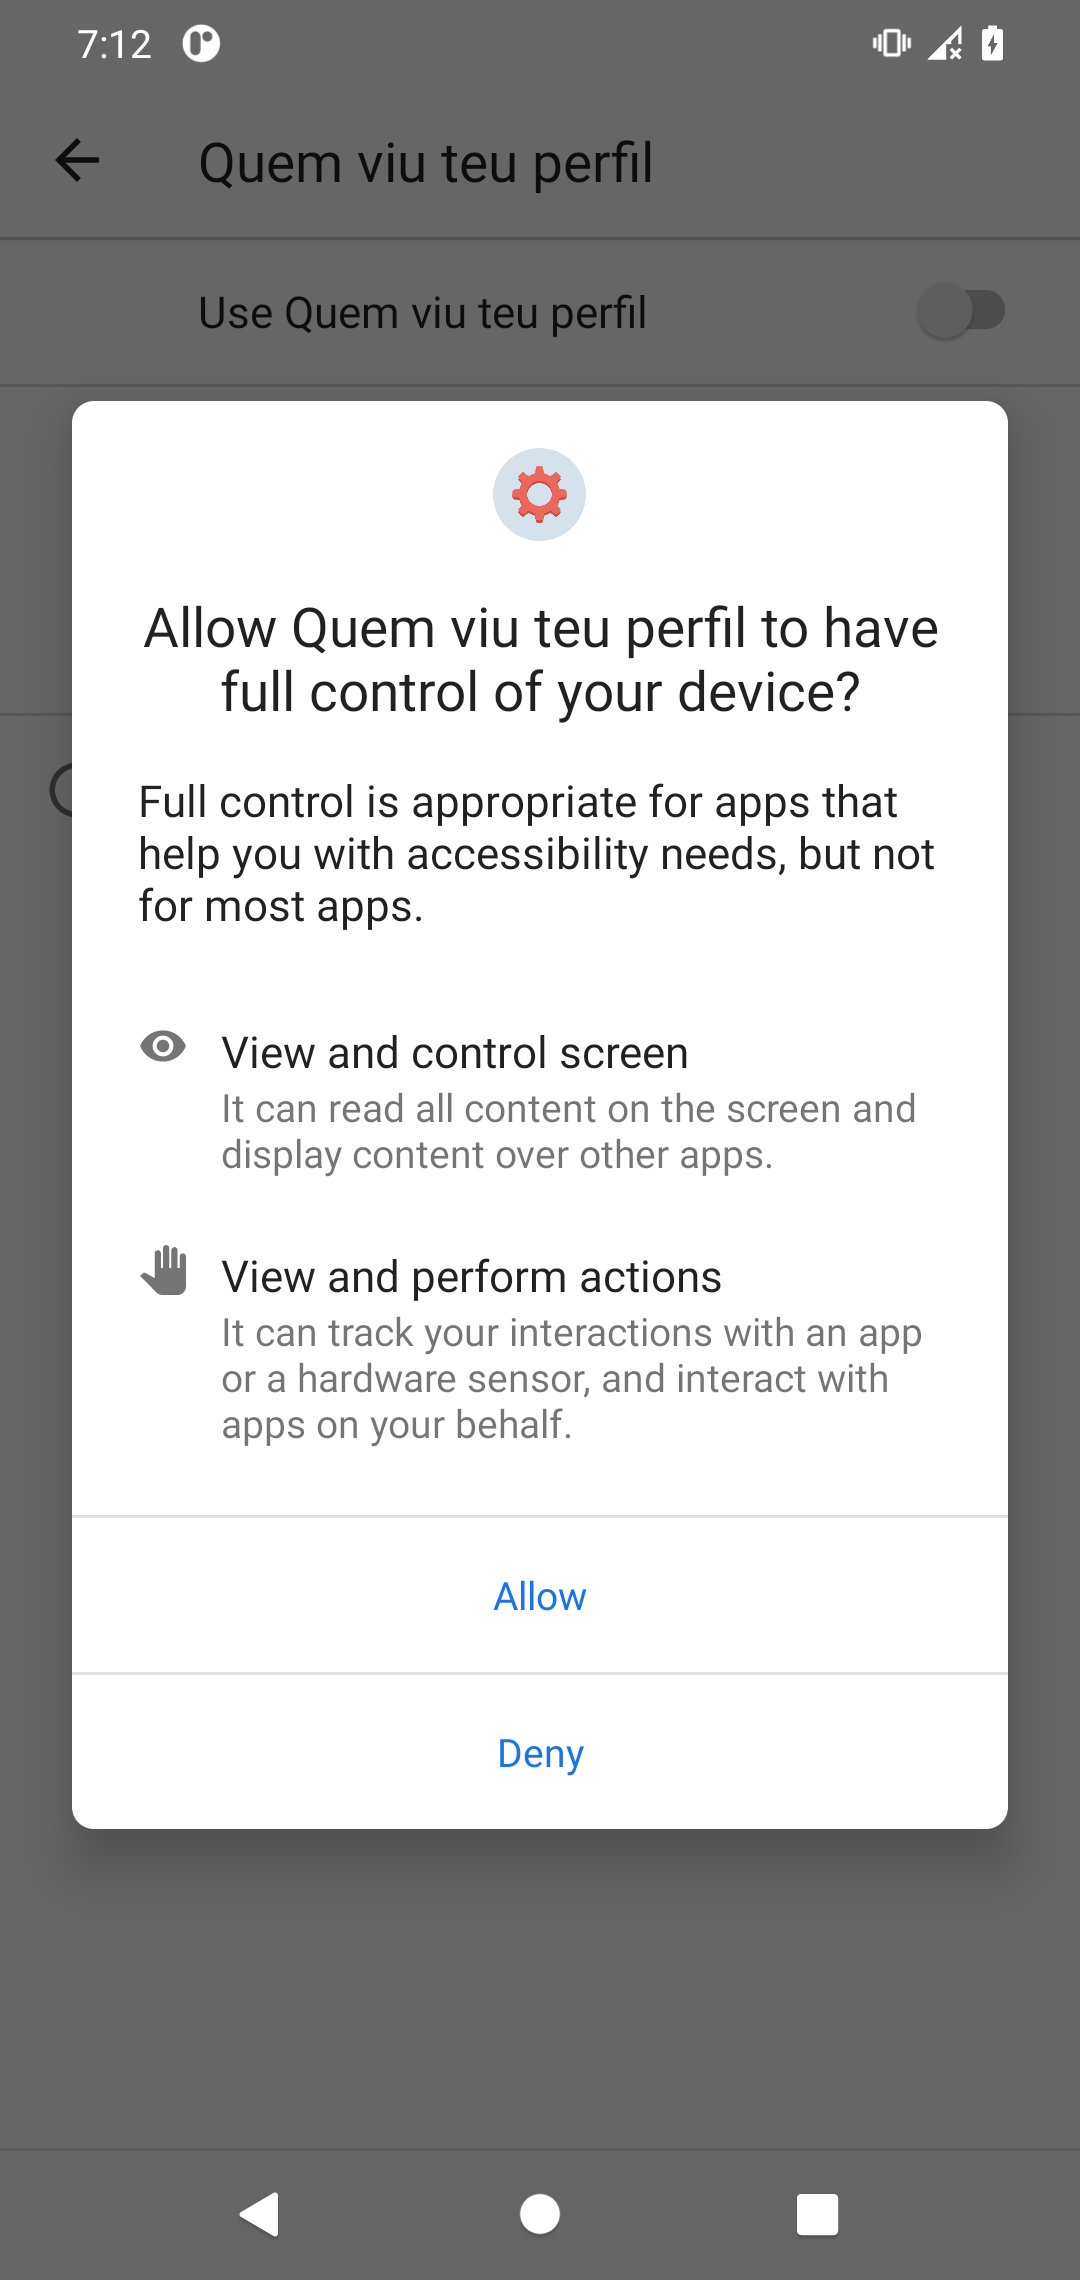 7:12
Quem viu teu perfil
Use Quem viu teu perfil
Allow Quem viu teu perfil to have
full control of your device?
Full control is appropriate for apps that
help you with accessibility needs, but not
for most apps.
View and control screen
It can read all content on the screen and
display content over other apps.
View and perform actions
It can track your interactions with an app
or a hardware sensor, and interact with
apps on your behalf.
Allow
Deny